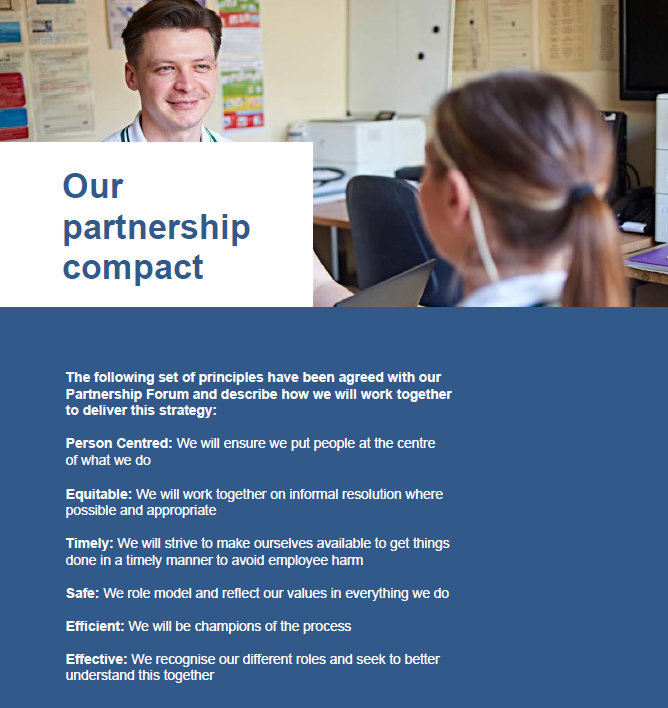 Our
partnership
compact
The following set of principles have been agreed with our
Partnership Forum and describe how we will work together
to deliver this strategy:
Person Centred: We will ensure we put people at the centre
of what we do
Equitable: We will work together on informal resolution where
possible and appropriate
Timely: We will strive to make ourselves available to get things
done in a timely manner to avoid employee harm
Safe: We role model and reflect our values in everything we do
Efficient: We will be champions of the process
Effective: We recognise our different roles and seek to better
understand this together